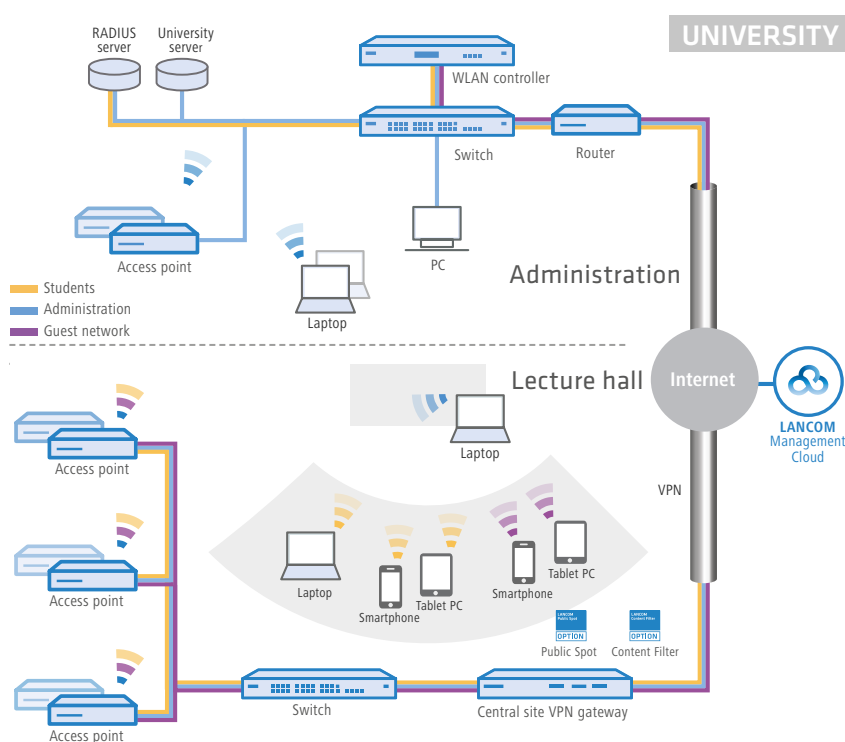 UNIVERSITY
RADIUS
server
University
server
WLAN controller
Switch
Router
Access point
PC
Laptop
Administration
Students
Administration
Guest network
Lecture hall
Internet
LANCOM
Management
Cloud
Laptop
VPN
Access point
Laptop
Smartphone
Tablet PC
Smartphone
Tablet PC
Access point
LANCOM
Public Spot
OPTION
Public Spot
LANCOM
Content Filter
OPTION
Content Filter
Switch
Central site VPN gateway
Access point